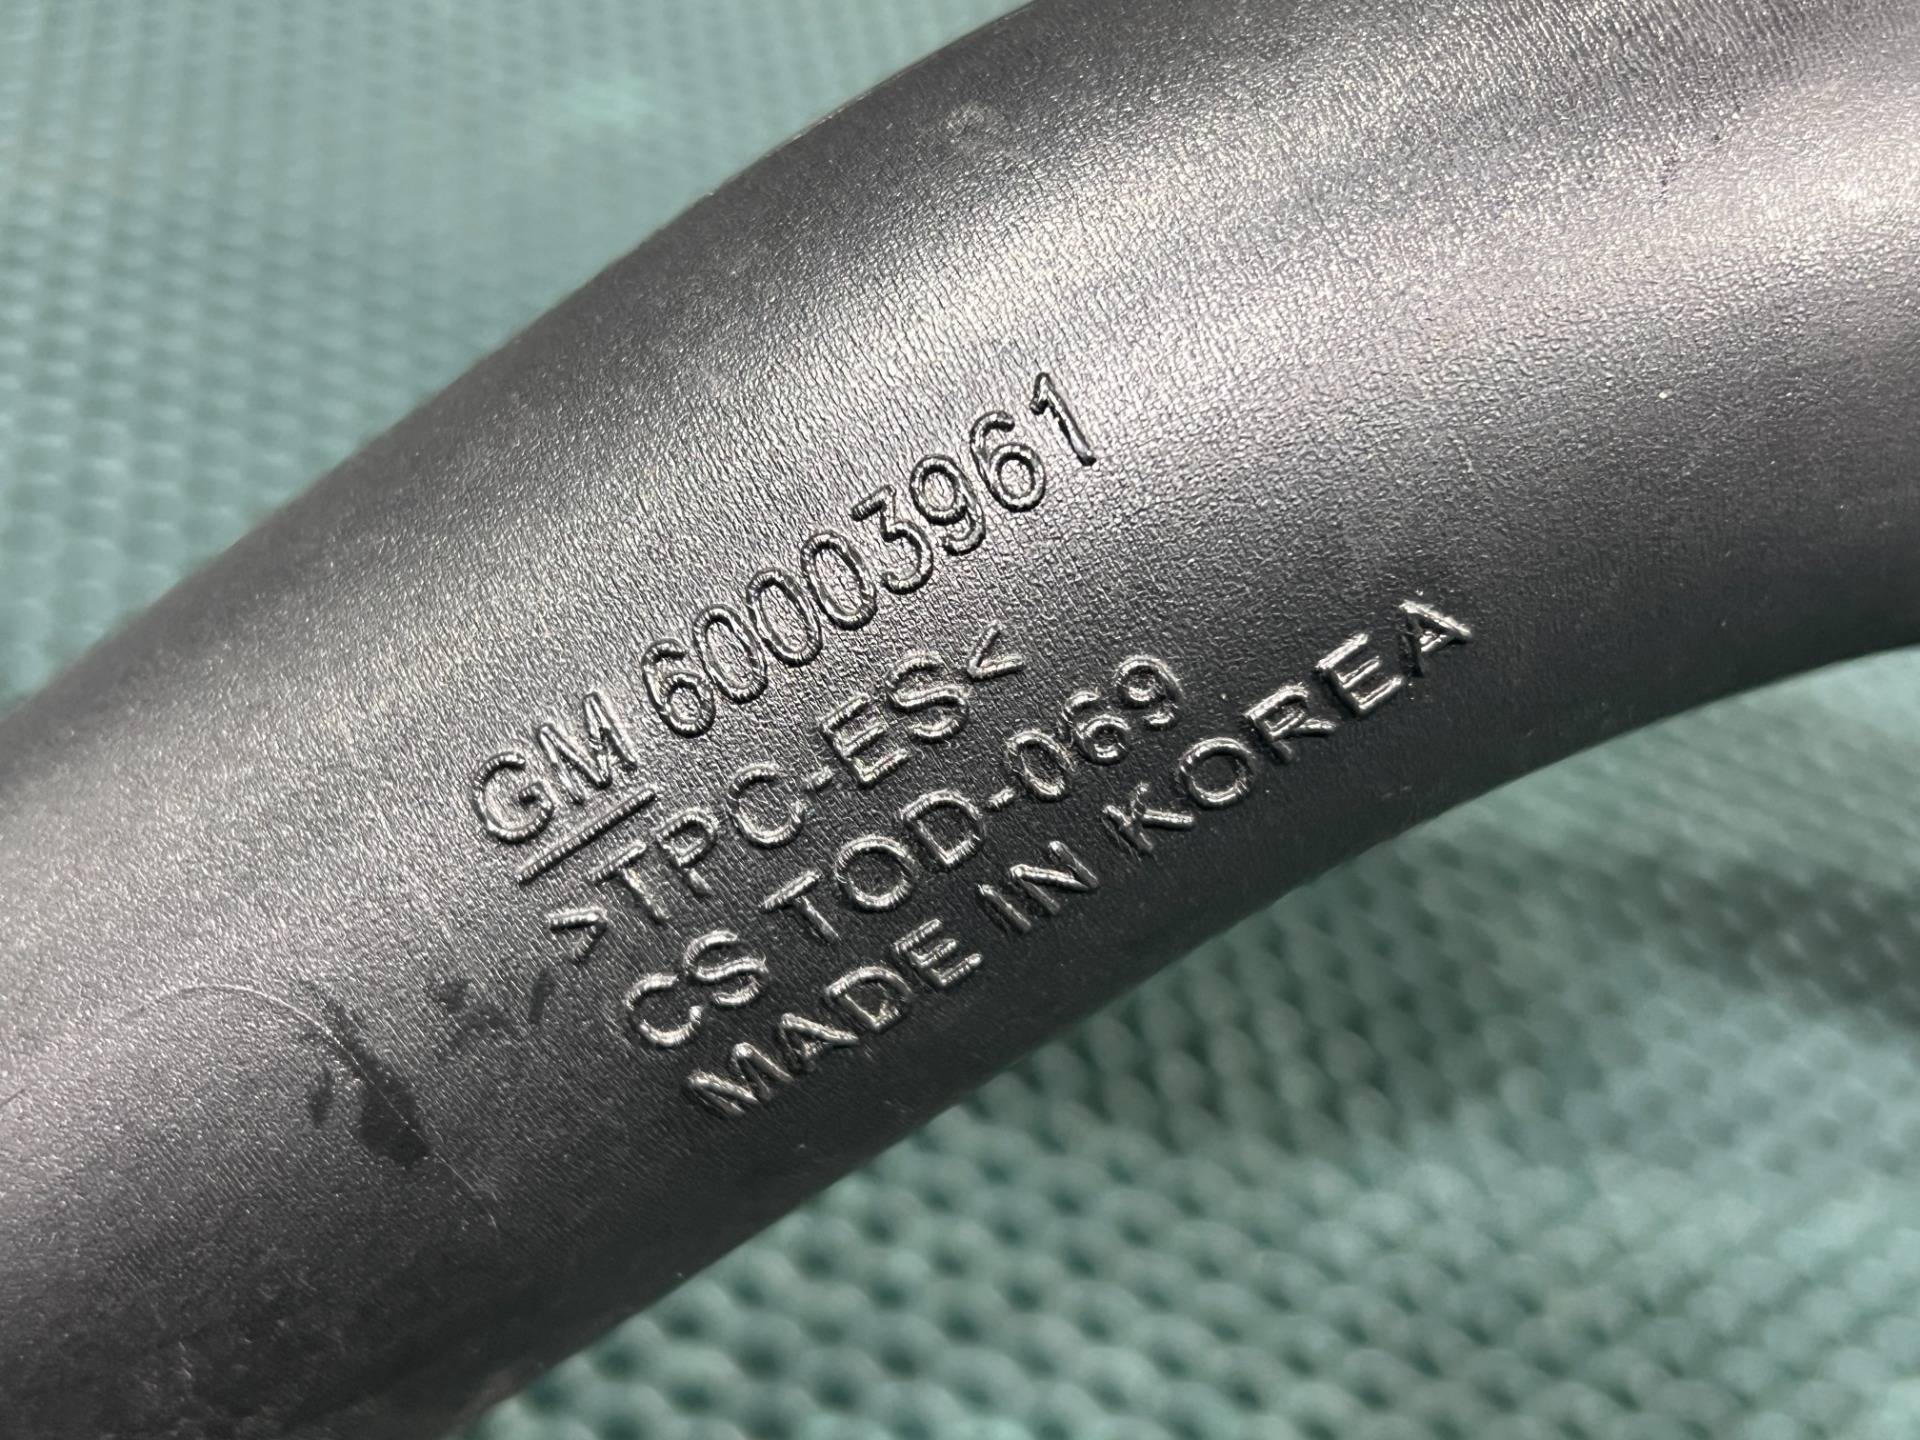 GM 60003961
>TPC-ES<
CS TOD-069
MADE IN KOREA